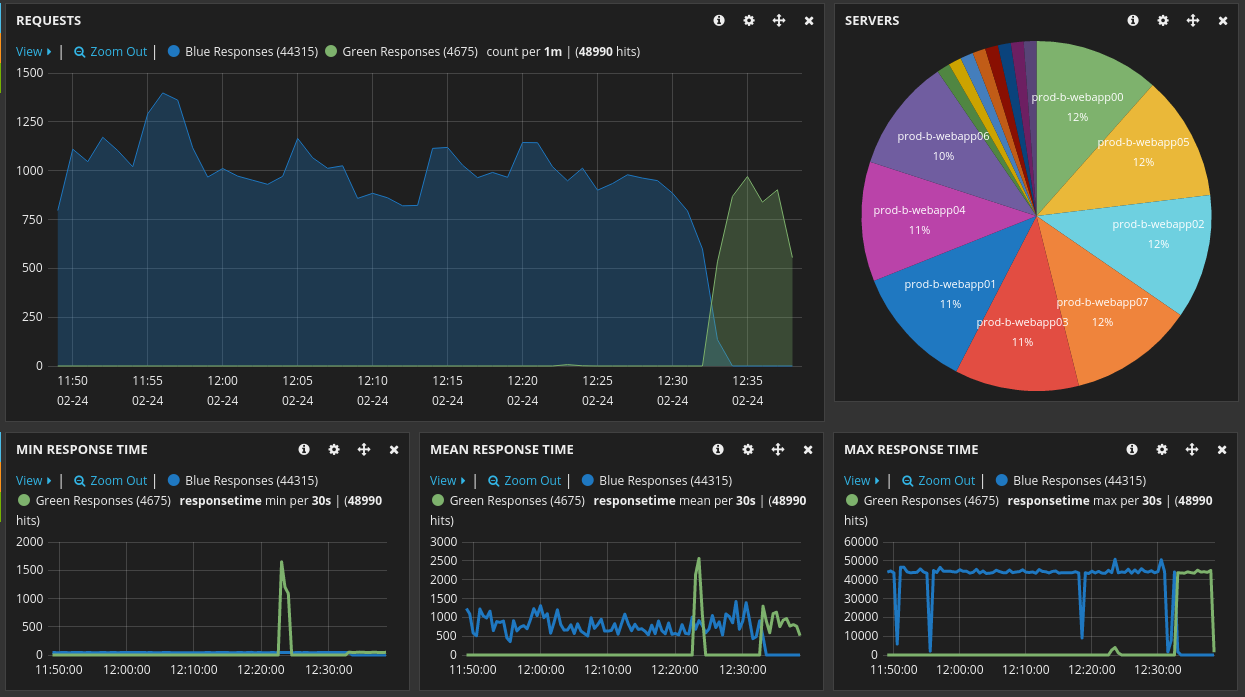 REQUESTS
View | Zoom Out | Blue Responses (44315) Green Responses (4675) count per 1m | (48990 hits)
1500
1250
1000
750
500
250
0
11:50 11:55 12:00 12:05 12:10 12:15 12:20 12:25 12:30 12:35
02-24 02-24 02-24 02-24 02-24 02-24 02-24 02-24 02-24 02-24
SERVERS
prod-b-webapp00
12%
prod-b-webapp05
12%
prod-b-webapp02
12%
prod-b-webapp07
12%
prod-b-webapp03
11%
prod-b-webapp01
11%
prod-b-webapp04
11%
prod-b-webapp06
10%
MIN RESPONSE TIME
View | Zoom Out | Blue Responses (44315)
Green Responses (4675) responsetime min per 30s | (48990
hits)
2000
1500
1000
500
0
11:50:00 12:00:00 12:10:00 12:20:00 12:30:00
MEAN RESPONSE TIME
View | Zoom Out | Blue Responses (44315)
Green Responses (4675) responsetime mean per 30s | (48990
hits)
3000
2500
2000
1500
1000
500
0
11:50:00 12:00:00 12:10:00 12:20:00 12:30:00
MAX RESPONSE TIME
View | Zoom Out | Blue Responses (44315)
Green Responses (4675) responsetime max per 30s | (48990
hits)
60000
50000
40000
30000
20000
10000
0
11:50:00 12:00:00 12:10:00 12:20:00 12:30:00